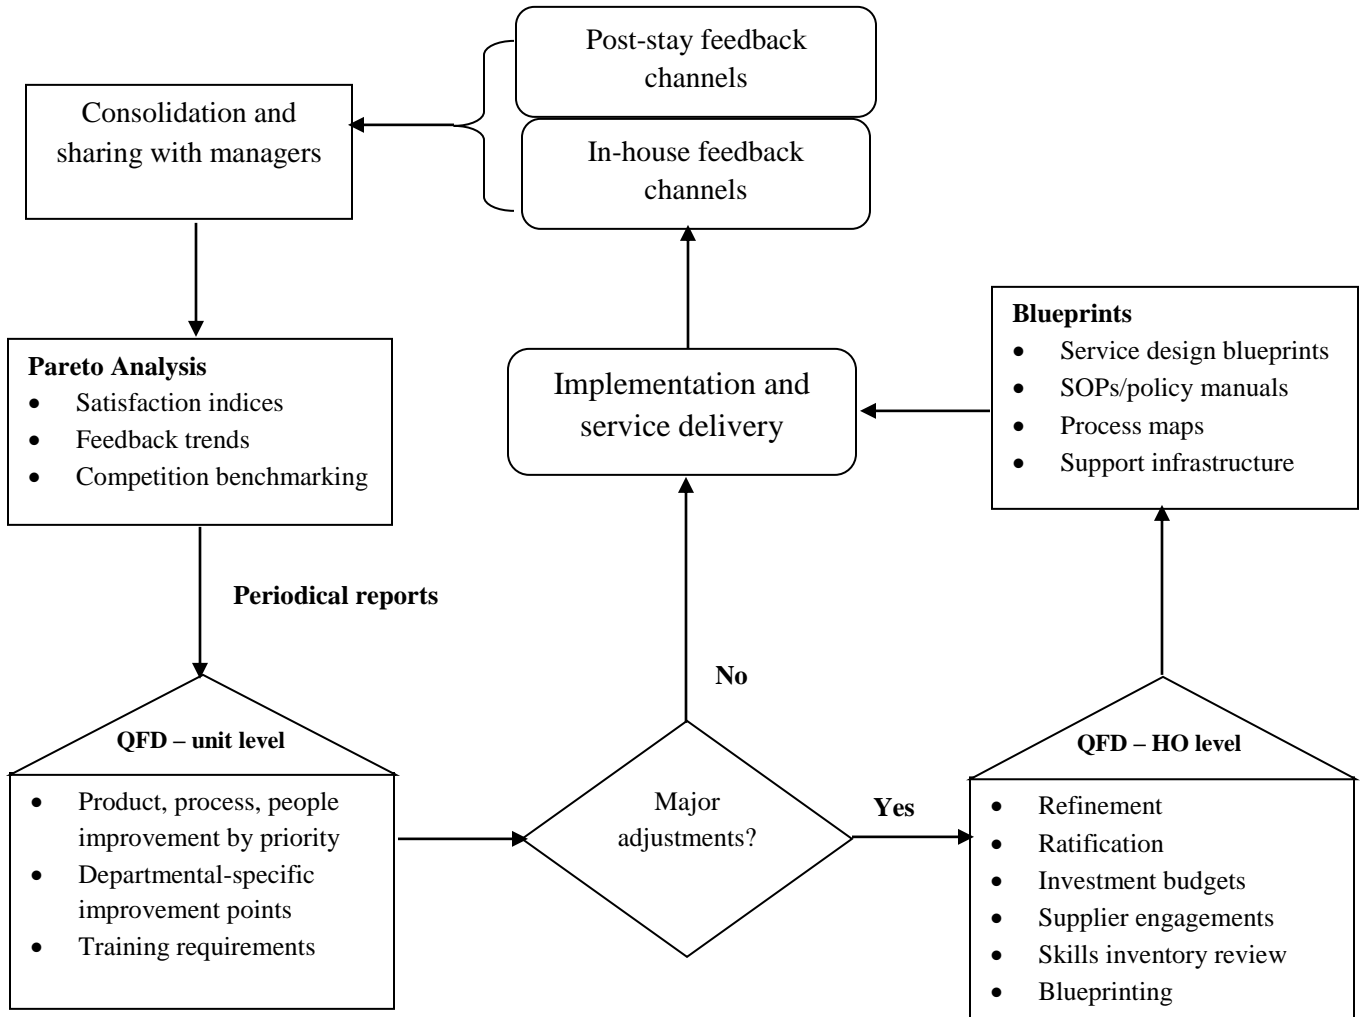 Post-stay feedback
channels
Consolidation and
sharing with managers
In-house feedback
channels
Blueprints
• Service design blueprints
• SOPs/policy manuals
• Process maps
• Support infrastructure
Pareto Analysis
• Satisfaction indices
• Feedback trends
• Competition benchmarking
Implementation and
service delivery
Periodical reports
No
QFD – unit level
• Product, process, people
improvement by priority
• Departmental-specific
improvement points
• Training requirements
Major
adjustments?
Yes
QFD – HO level
• Refinement
• Ratification
• Investment budgets
• Supplier engagements
• Skills inventory review
• Blueprinting